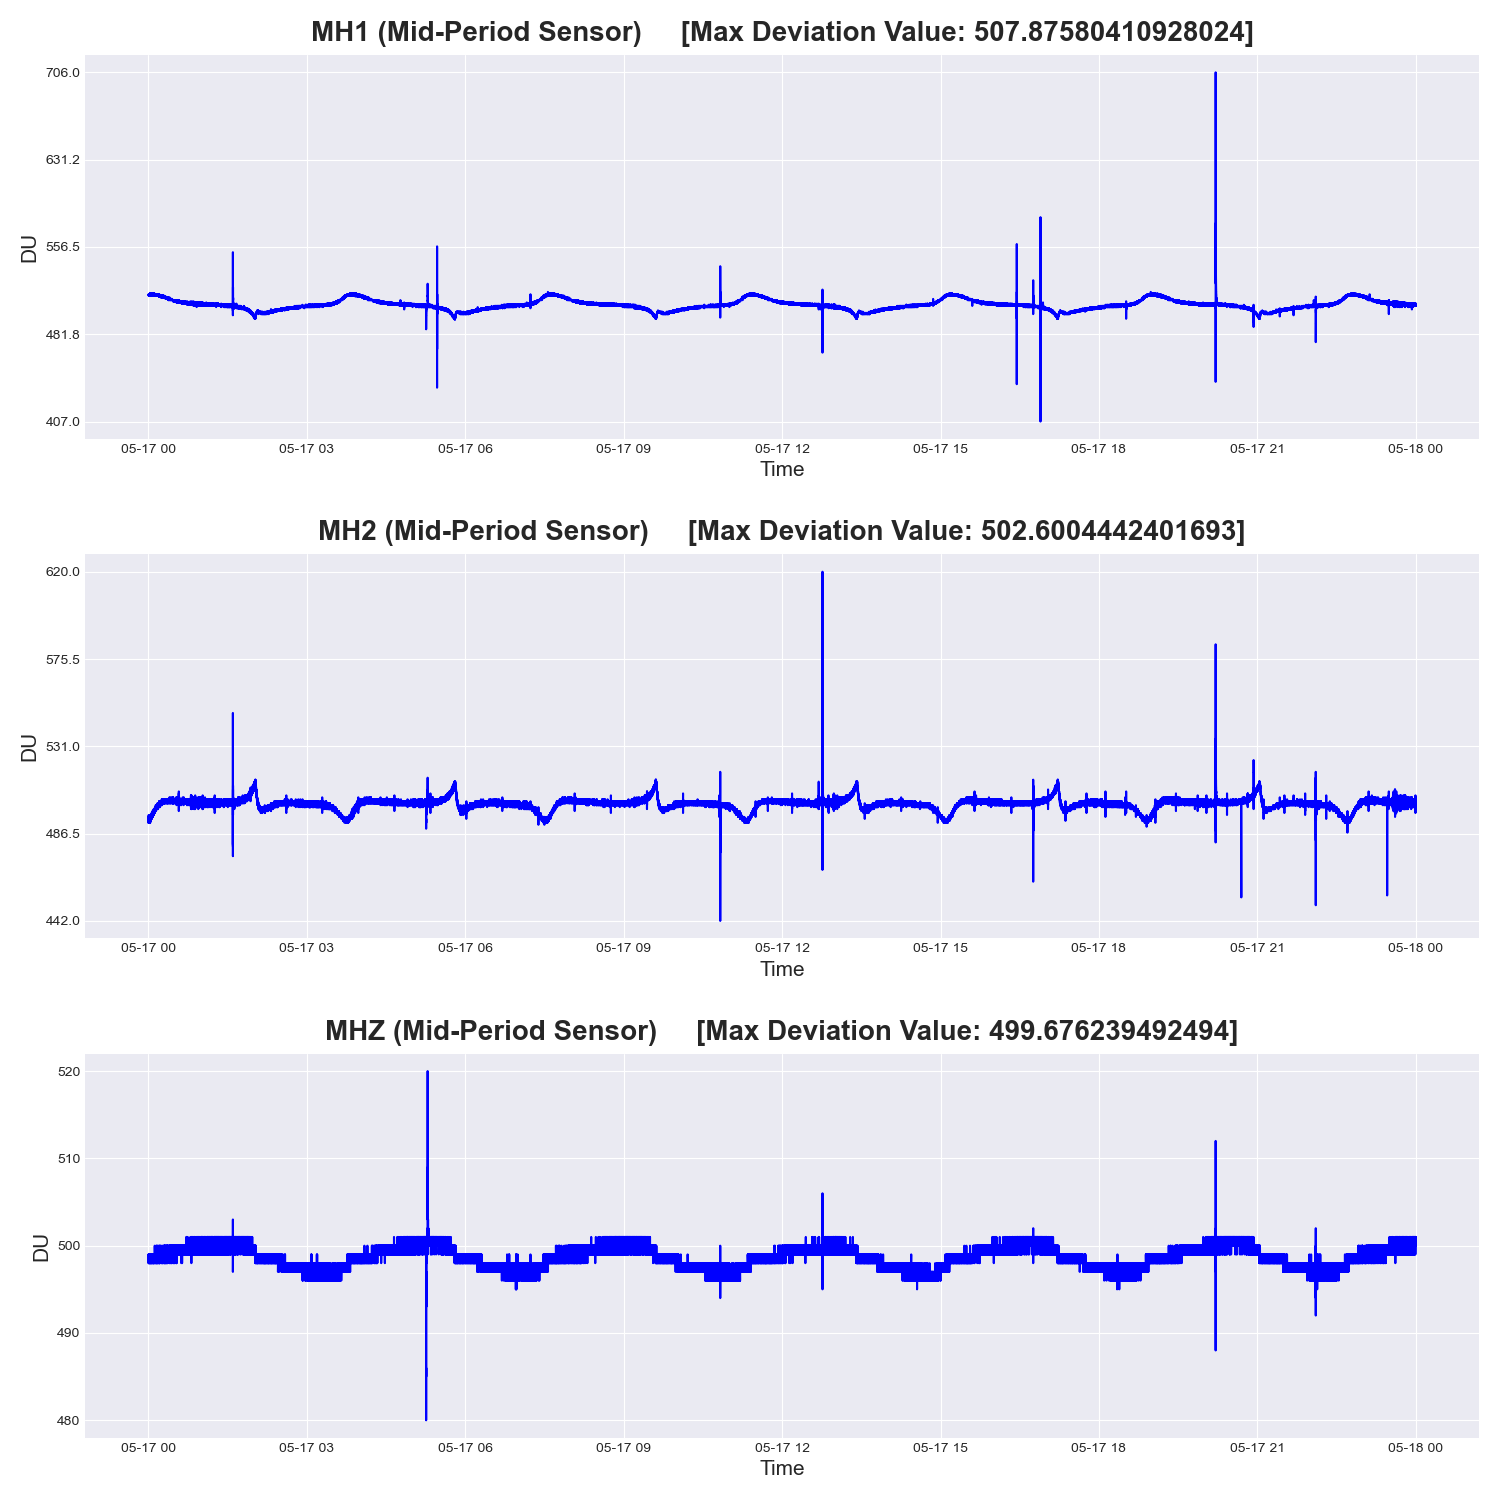 MH1 (Mid-Period Sensor) [Max Deviation Value: 507.87580410928024]
706.0
631.2
556.5
481.8
407.0
DU
05-17 00 05-17 03 05-17 06 05-17 09 05-17 12 05-17 15 05-17 18 05-17 21 05-18 00
Time
MH2 (Mid-Period Sensor) [Max Deviation Value: 502.6004442401693]
620.0
575.5
531.0
486.5
442.0
DU
05-17 00 05-17 03 05-17 06 05-17 09 05-17 12 05-17 15 05-17 18 05-17 21 05-18 00
Time
MHZ (Mid-Period Sensor) [Max Deviation Value: 499.676239492494]
520
510
500
490
480
DU
05-17 00 05-17 03 05-17 06 05-17 09 05-17 12 05-17 15 05-17 18 05-17 21 05-18 00
Time